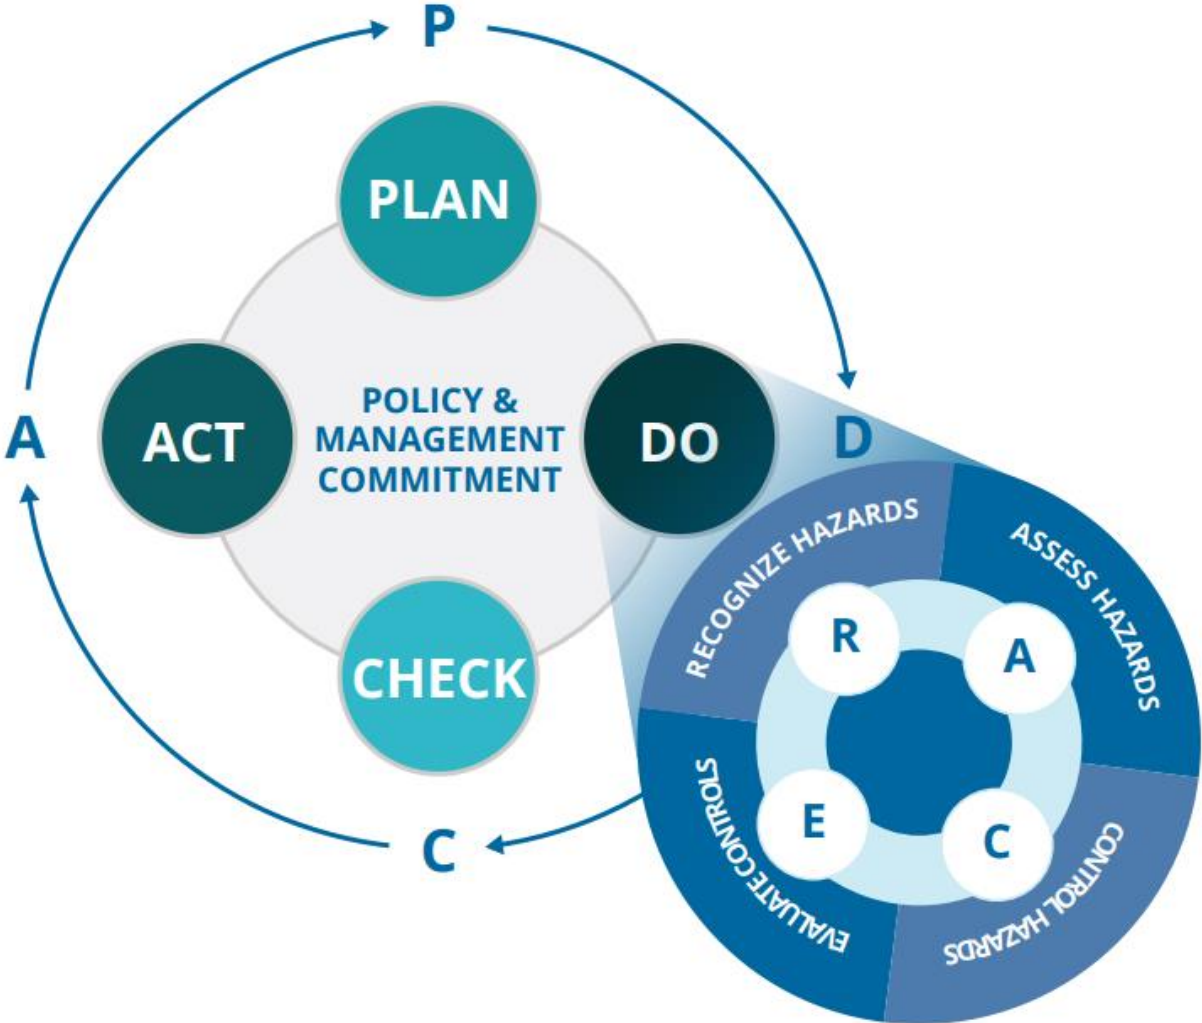 P
PLAN
A
ACT
POLICY &
MANAGEMENT
COMMITMENT
DO
D
CHECK
C
RECOGNIZE HAZARDS
ASSESS HAZARDS
R
A
E
C
EVALUATE CONTROLS
CONTROL HAZARDS